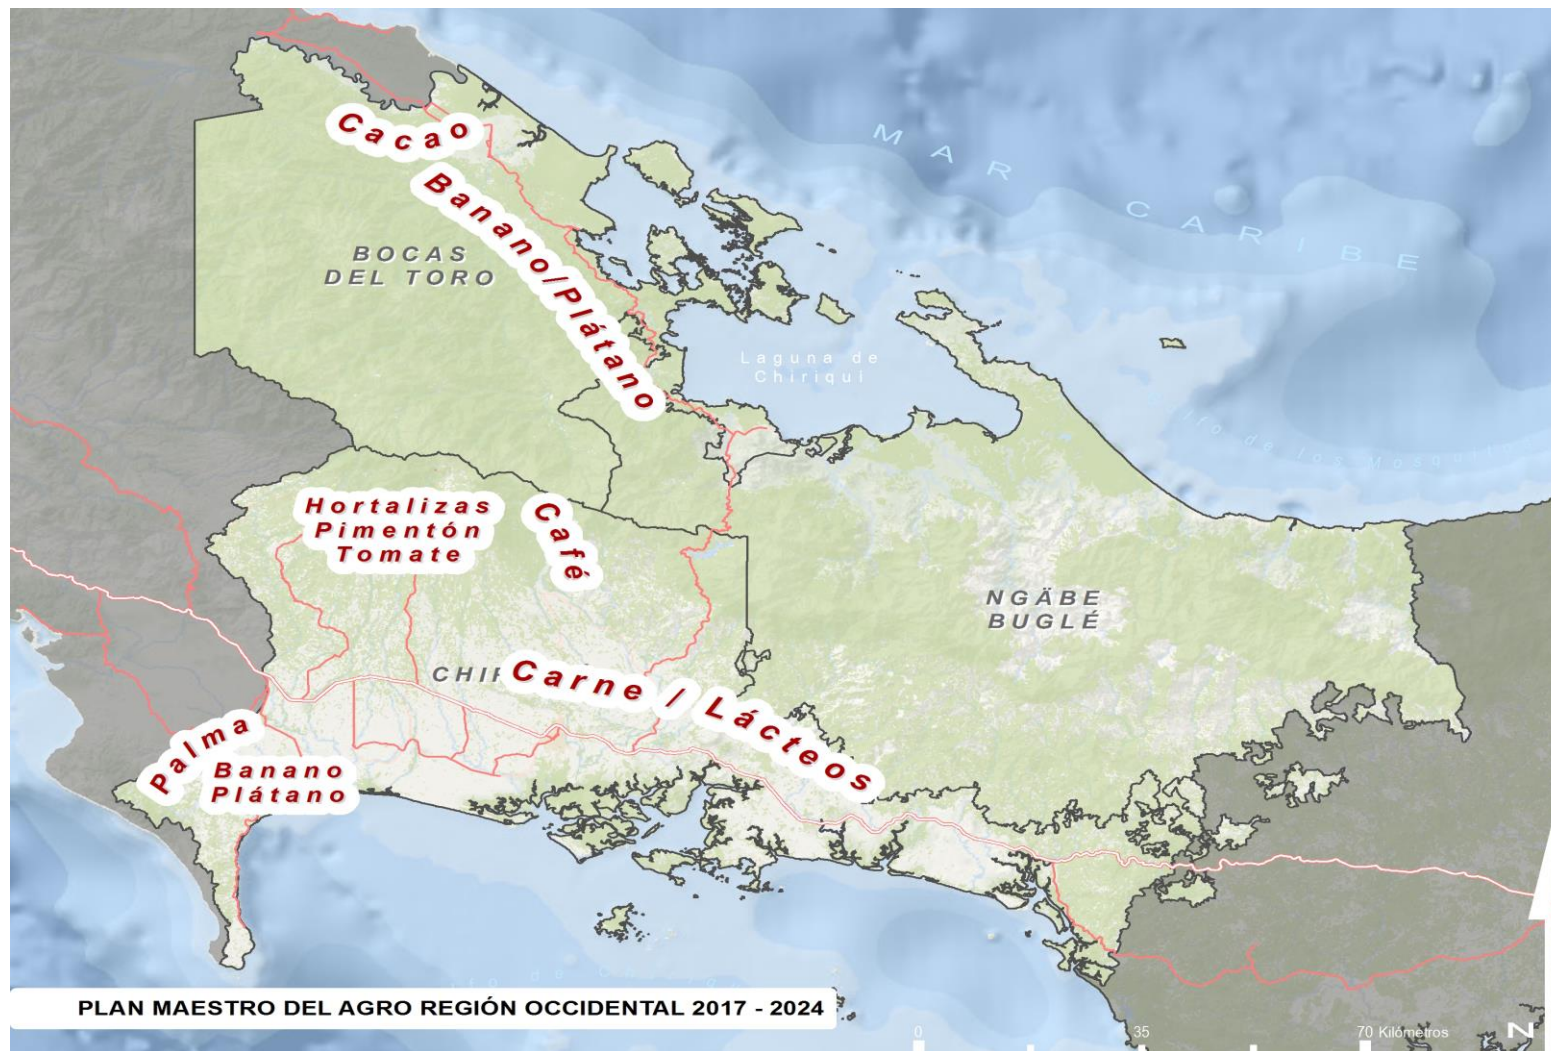 Cacao
MAR CARIBE
Banano/Plátano
BOCAS
DEL TORO
Laguna de
Chiriquí
Hortalizas
Pimentón
Tomate
Café
NGÄBE
BUGLÉ
Carne / Lácteos
Palma
Banano
Plátano
PLAN MAESTRO DEL AGRO REGIÓN OCCIDENTAL 2017 - 2024
0 35 70 Kilómetros
N